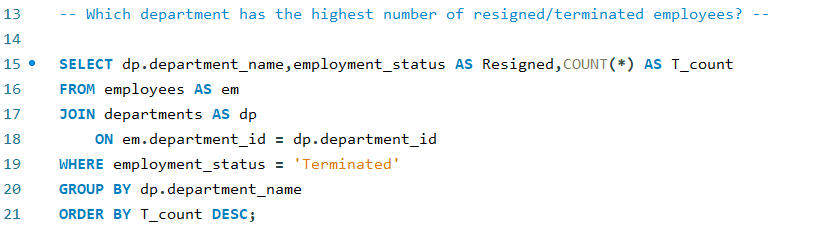 13 -- Which department has the highest number of resigned/terminated employees? --
14
15 SELECT dp.department_name,employment_status AS Resigned,COUNT(*) AS T_count
16 FROM employees AS em
17 JOIN departments AS dp
18 ON em.department_id = dp.department_id
19 WHERE employment_status = 'Terminated'
20 GROUP BY dp.department_name
21 ORDER BY T_count DESC;